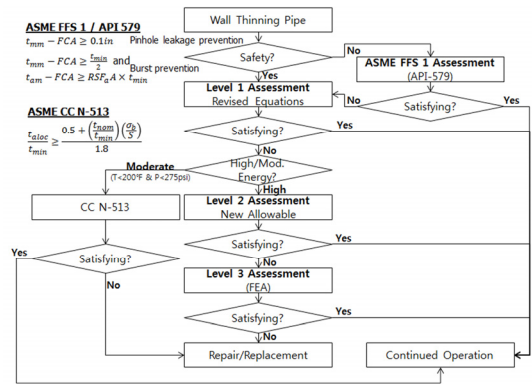 ASME FFS 1 / API 579
t_mm − FCA ≥ 0.1in Pinhole leakage prevention
t_mm − FCA ≥ t_min/2 and
Burst prevention
t_am − FCA ≥ RSF_aA × t_min
ASME CC N-513
t_aloc/t_min ≥ (0.5 + (t_nom/t_min)(σ_b/S))/1.8
Wall Thinning Pipe
Safety?
No
Yes
ASME FFS 1 Assessment
(API-579)
Level 1 Assessment
Revised Equations
No
Satisfying?
Yes
Satisfying?
Yes
No
High/Mod.
Energy?
Moderate
(T<200°F & P<275psi)
High
CC N-513
Level 2 Assessment
New Allowable
Satisfying?
Yes
No
Yes
Satisfying?
No
Level 3 Assessment
(FEA)
Satisfying?
Yes
No
Repair/Replacement
Continued Operation